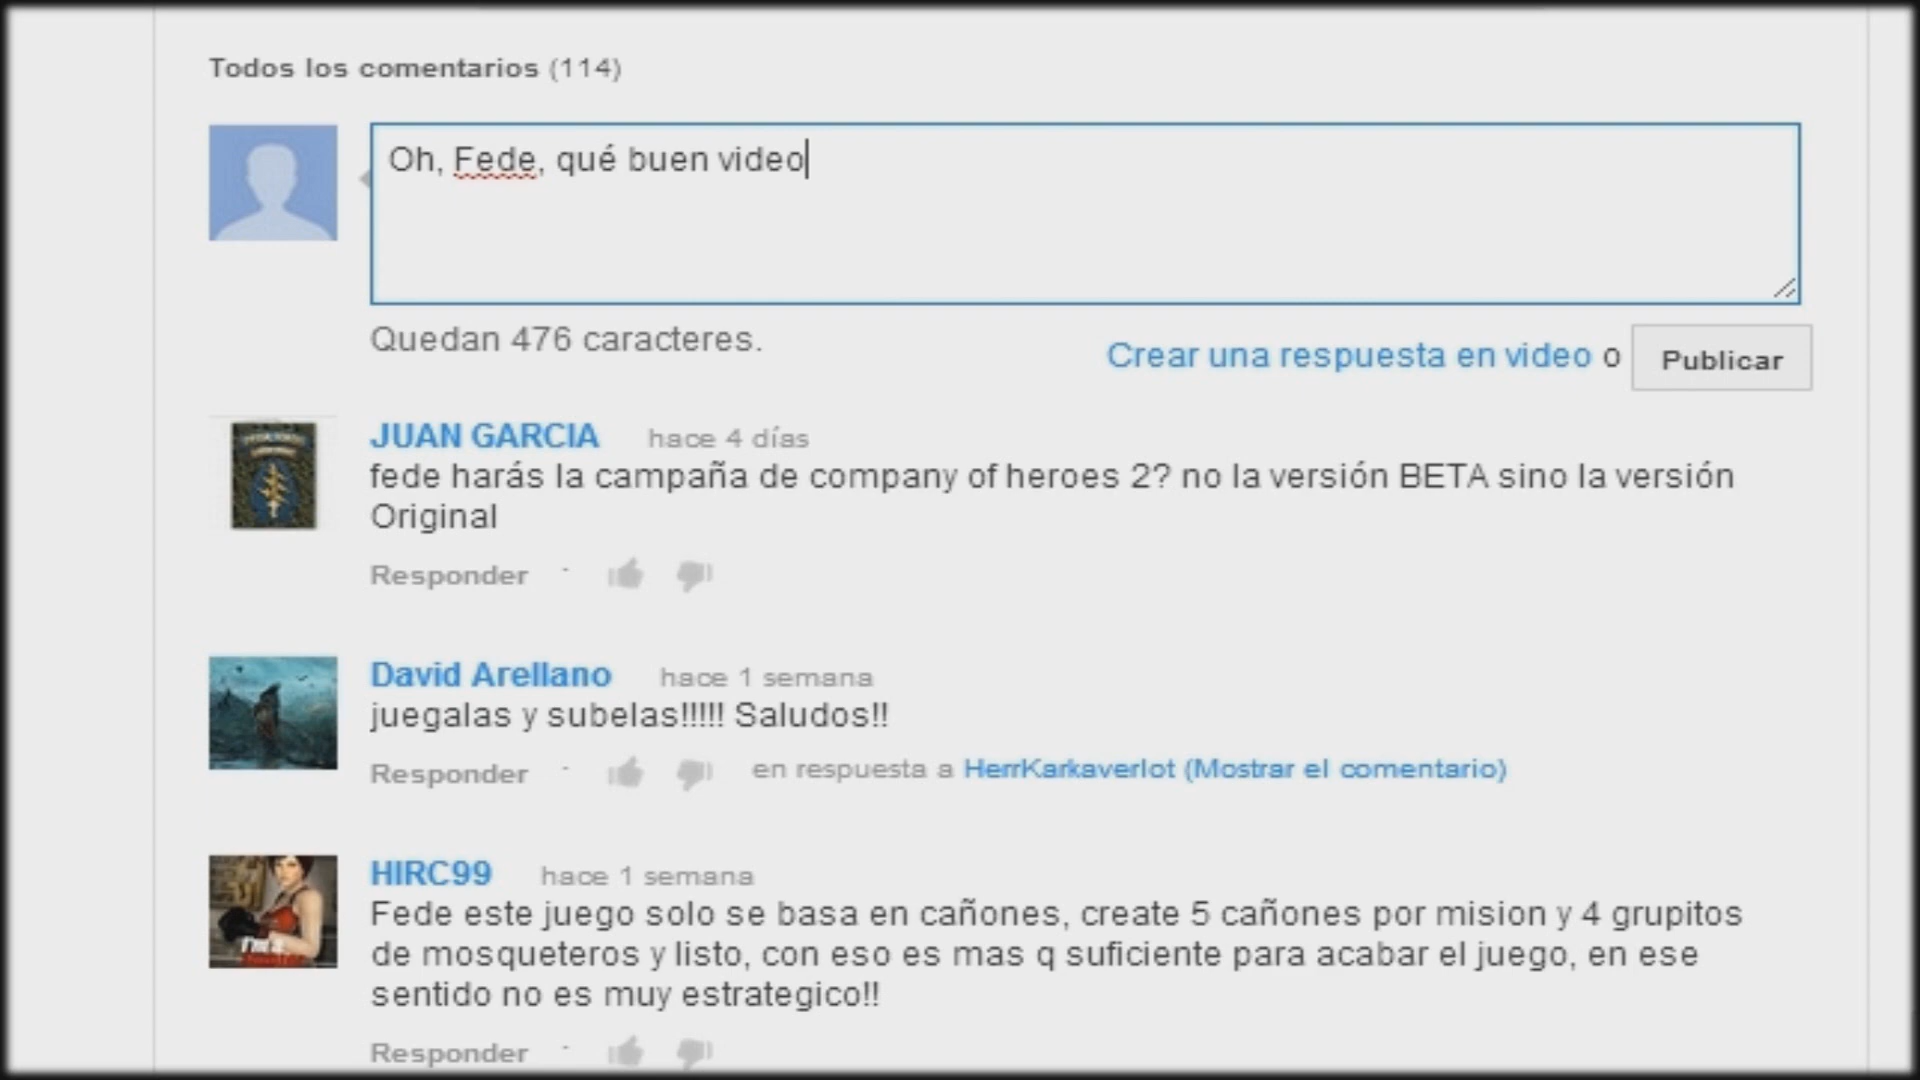 Todos los comentarios (114)
Oh, Fede, qué buen video
Quedan 476 caracteres.
Crear una respuesta en video o Publicar
JUAN GARCIA hace 4 días
fede harás la campaña de company of heroes 2? no la versión BETA sino la versión
Original
Responder
David Arellano hace 1 semana
juegalas y subelas!!!!! Saludos!!
Responder en respuesta a HerrKarkaverlot (Mostrar el comentario)
HIRC99 hace 1 semana
Fede este juego solo se basa en cañones, create 5 cañones por mision y 4 grupitos
de mosqueteros y listo, con eso es mas q suficiente para acabar el juego, en ese
sentido no es muy estrategico!!
I'm a
Responder